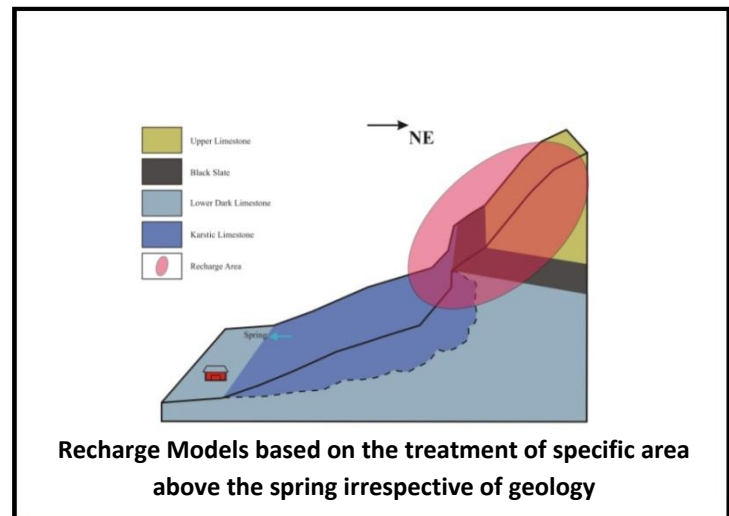 NE
Upper Limestone
Black Slate
Lower Dark Limestone
Karstic Limestone
Recharge Area
Spring
Recharge Models based on the treatment of specific area
above the spring irrespective of geology